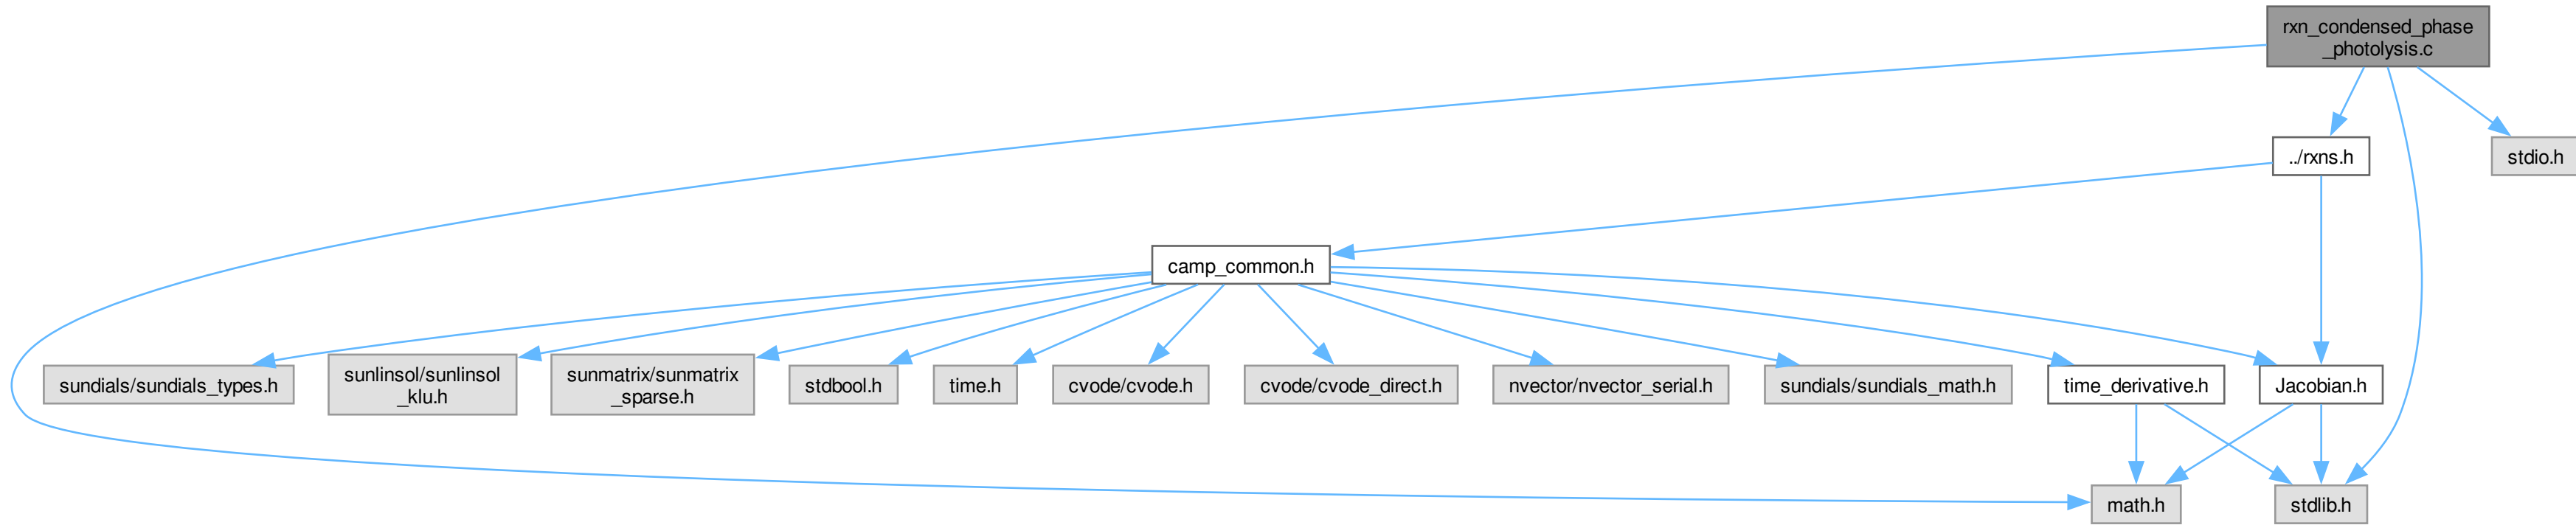 rxn_condensed_phase
_photolysis.c
../rxns.h
stdio.h
camp_common.h
sundials/sundials_types.h
sunlinsol/sunlinsol
_klu.h
sunmatrix/sunmatrix
_sparse.h
stdbool.h
time.h
cvode/cvode.h
cvode/cvode_direct.h
nvector/nvector_serial.h
sundials/sundials_math.h
time_derivative.h
Jacobian.h
math.h
stdlib.h